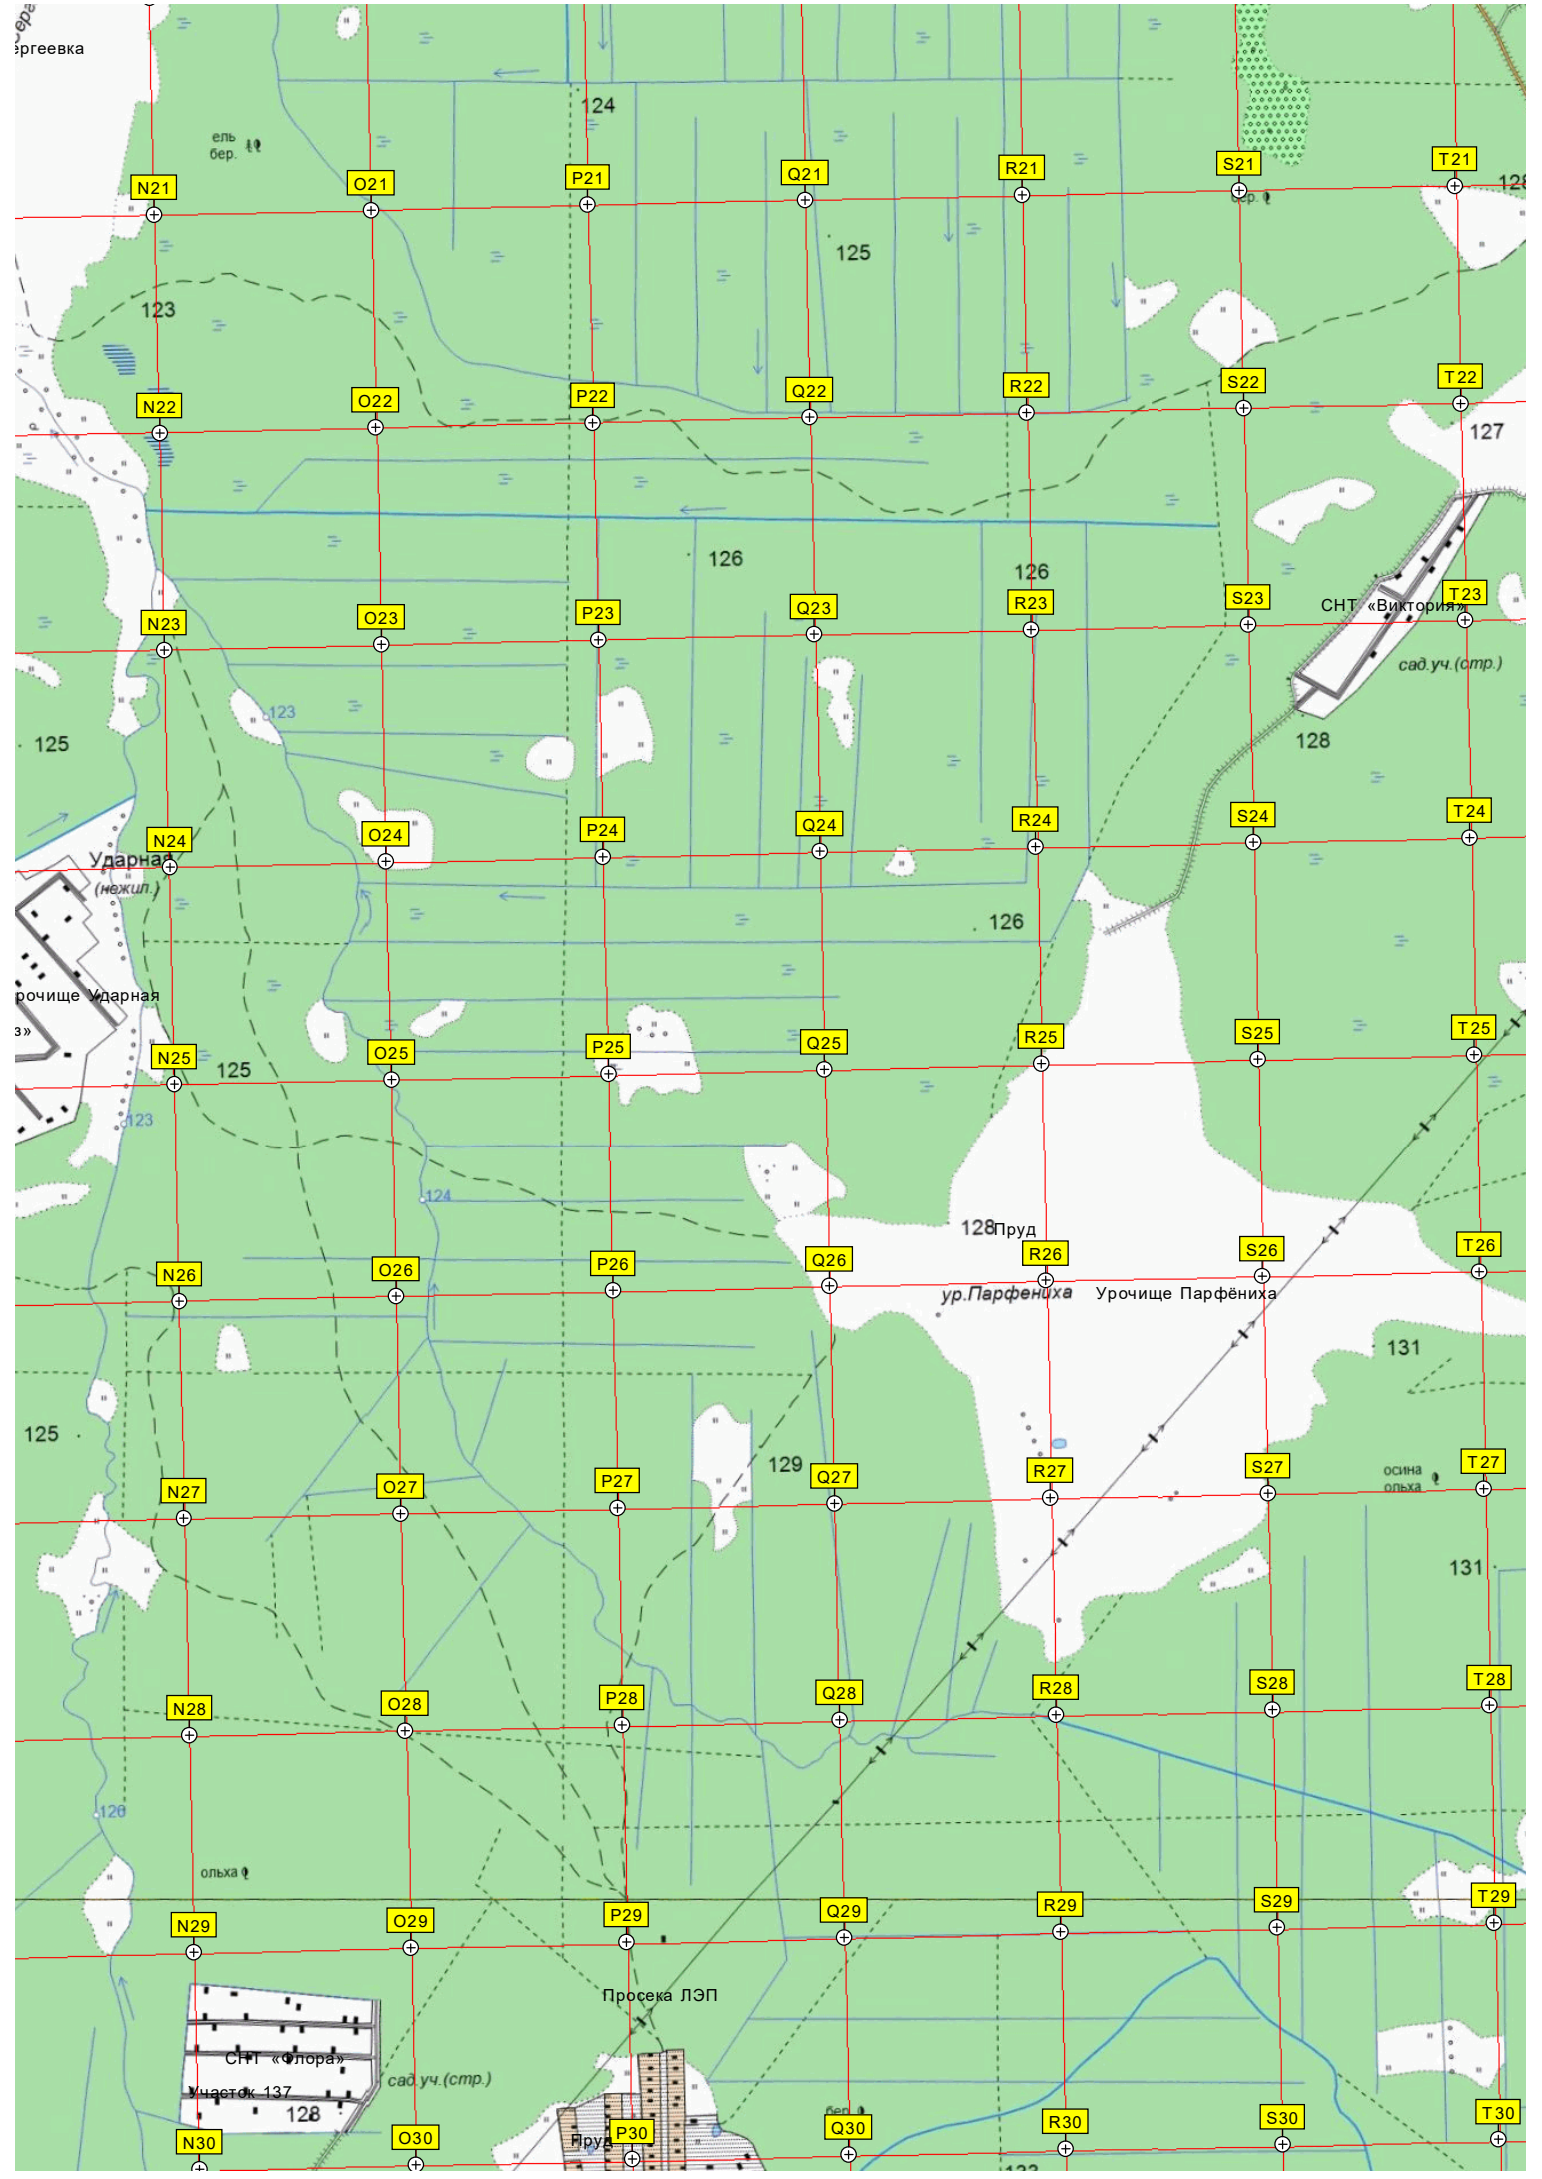 ергеевка
124
ель
бер.
N21
O21
P21
Q21
R21
S21
T21
бер.
125
123
N22
O22
P22
Q22
R22
S22
T22
127
126
126
N23
O23
P23
Q23
R23
S23
T23
СНТ «Виктория»
сад.уч.(стр.)
123
125
128
N24
O24
P24
Q24
R24
S24
T24
Ударная
(нежил.)
126
рочище Ударная
з»
N25
O25
P25
Q25
R25
S25
T25
125
123
124
128
Пруд
N26
O26
P26
Q26
R26
S26
T26
ур.Парфениха
Урочище Парфёниха
131
125
129
N27
O27
P27
Q27
R27
S27
T27
осина
ольха
131
N28
O28
P28
Q28
R28
S28
T28
126
ольха
N29
O29
P29
Q29
R29
S29
T29
Просека ЛЭП
СНТ «Флора»
сад.уч.(стр.)
Участок 137
128
бер.
N30
O30
Пруд
P30
Q30
R30
S30
T30